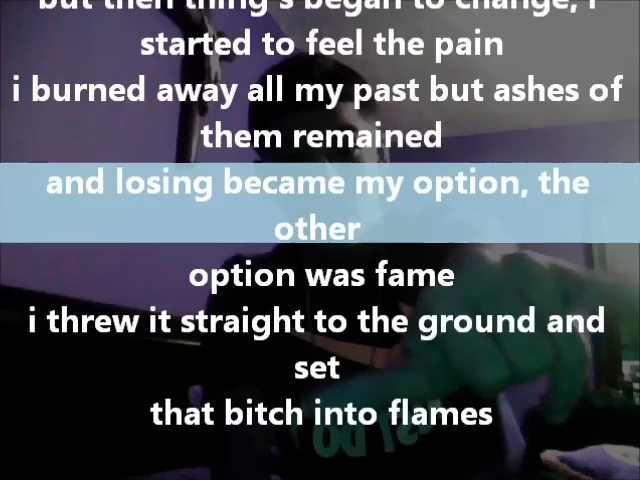 but then thing's began to change, i
started to feel the pain
i burned away all my past but ashes of
them remained
and losing became my option, the
other
option was fame
i threw it straight to the ground and
set
that bitch into flames